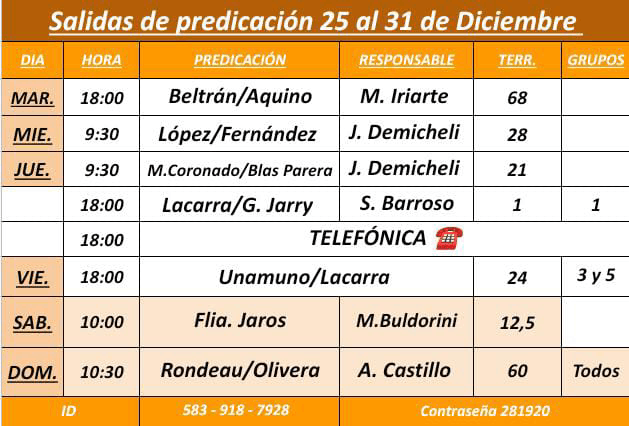 Salidas de predicación 25 al 31 de Diciembre
DIA HORA PREDICACIÓN RESPONSABLE TERR. GRUPOS
MAR. 18:00 Beltrán/Aquino M. Iriarte 68
MIE. 9:30 López/Fernández J. Demicheli 28
JUE. 9:30 M.Coronado/Blas Parera J. Demicheli 21
18:00 Lacarra/G. Jarry S. Barroso 1 1
18:00 TELEFÓNICA ☎
VIE. 18:00 Unamuno/Lacarra 24 3 y 5
SAB. 10:00 Flia. Jaros M.Buldorini 12,5
DOM. 10:30 Rondeau/Olivera A. Castillo 60 Todos
ID 583 - 918 - 7928 Contraseña 281920